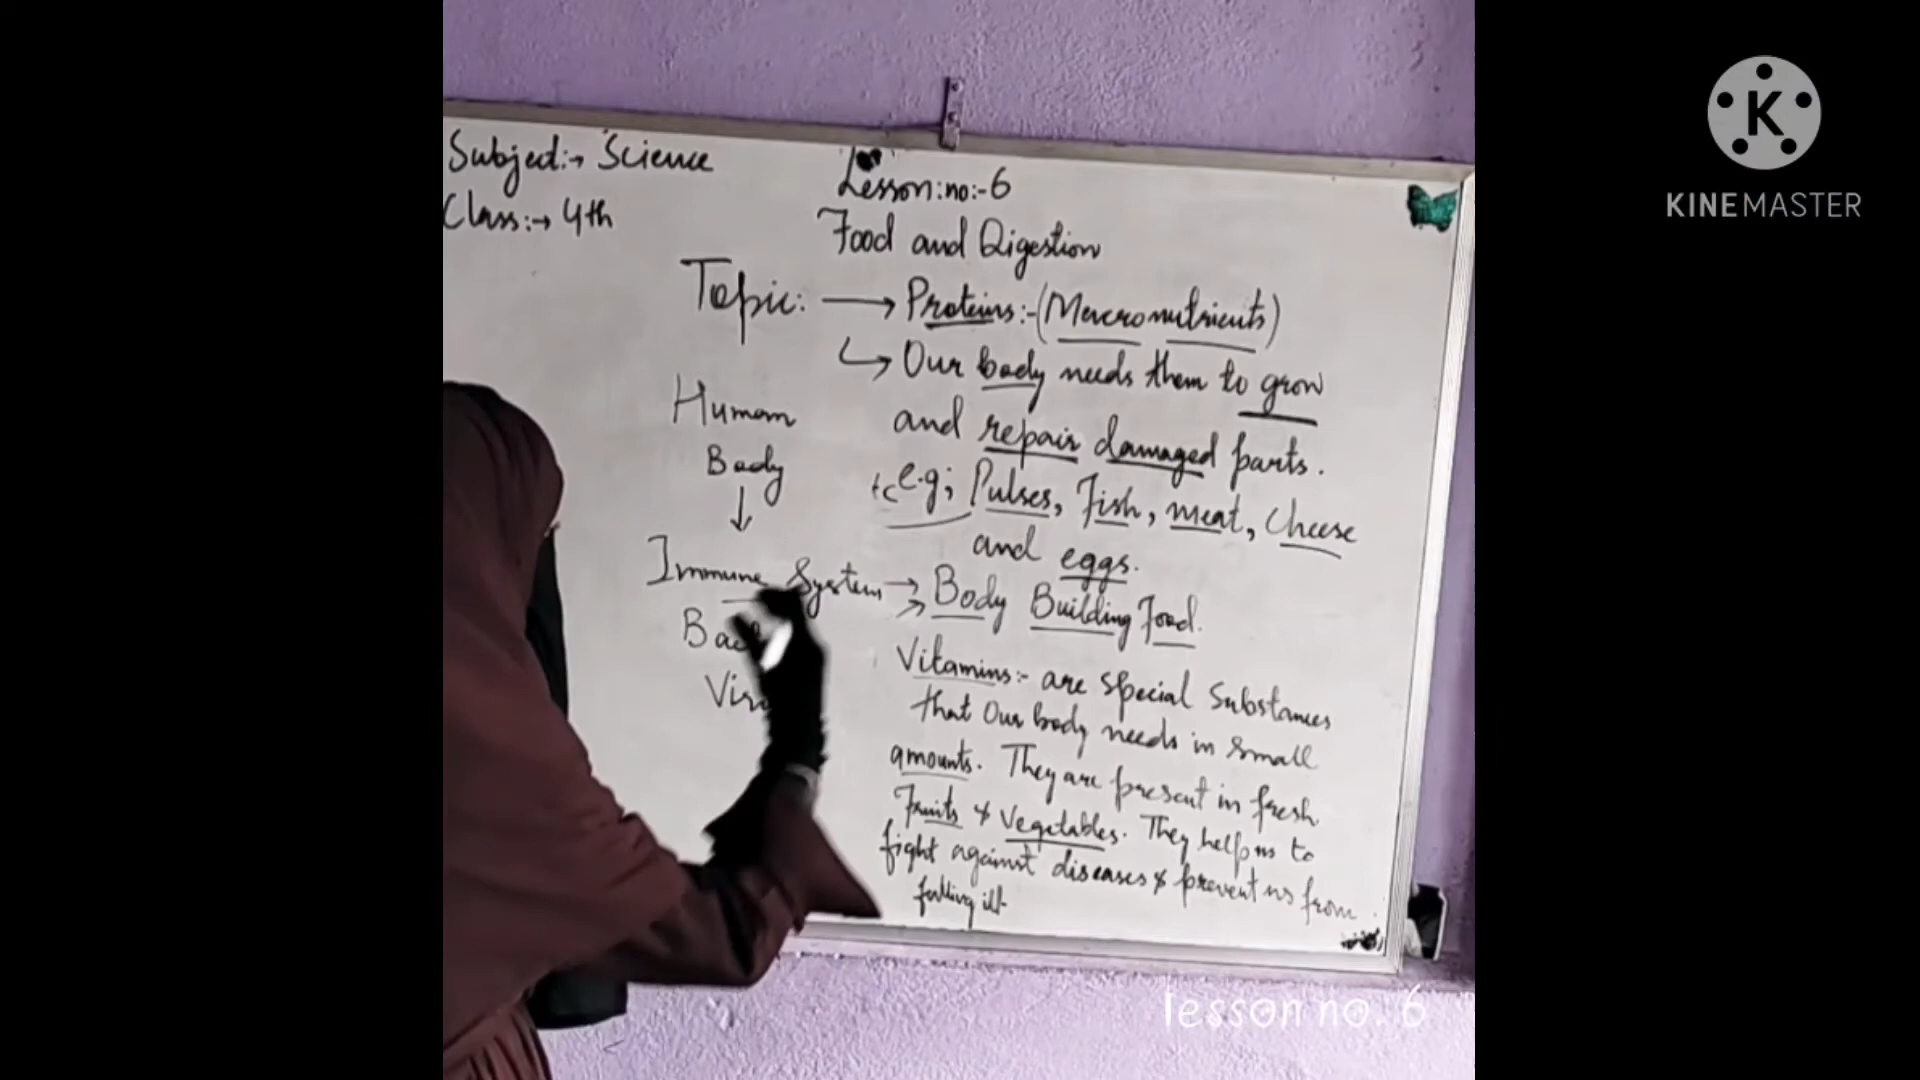 Subject:→ Science
Class:→ 4th
Lesson:no:-6
Food and Digestion
Topic: → Proteins:-(Macronutrients)
↳ Our body needs them to grow
and repair damaged parts.
e.g; Pulses, Fish, meat, Cheese
and eggs.
Human
Body
↓
Immune System →
→ Body Building Food.
Vitamins:- are special substances
that our body needs in small
amounts. They are present in fresh
Fruits & Vegetables. They help us to
fight against diseases & prevent us from
falling ill
lesson no. 6
K
KINEMASTER